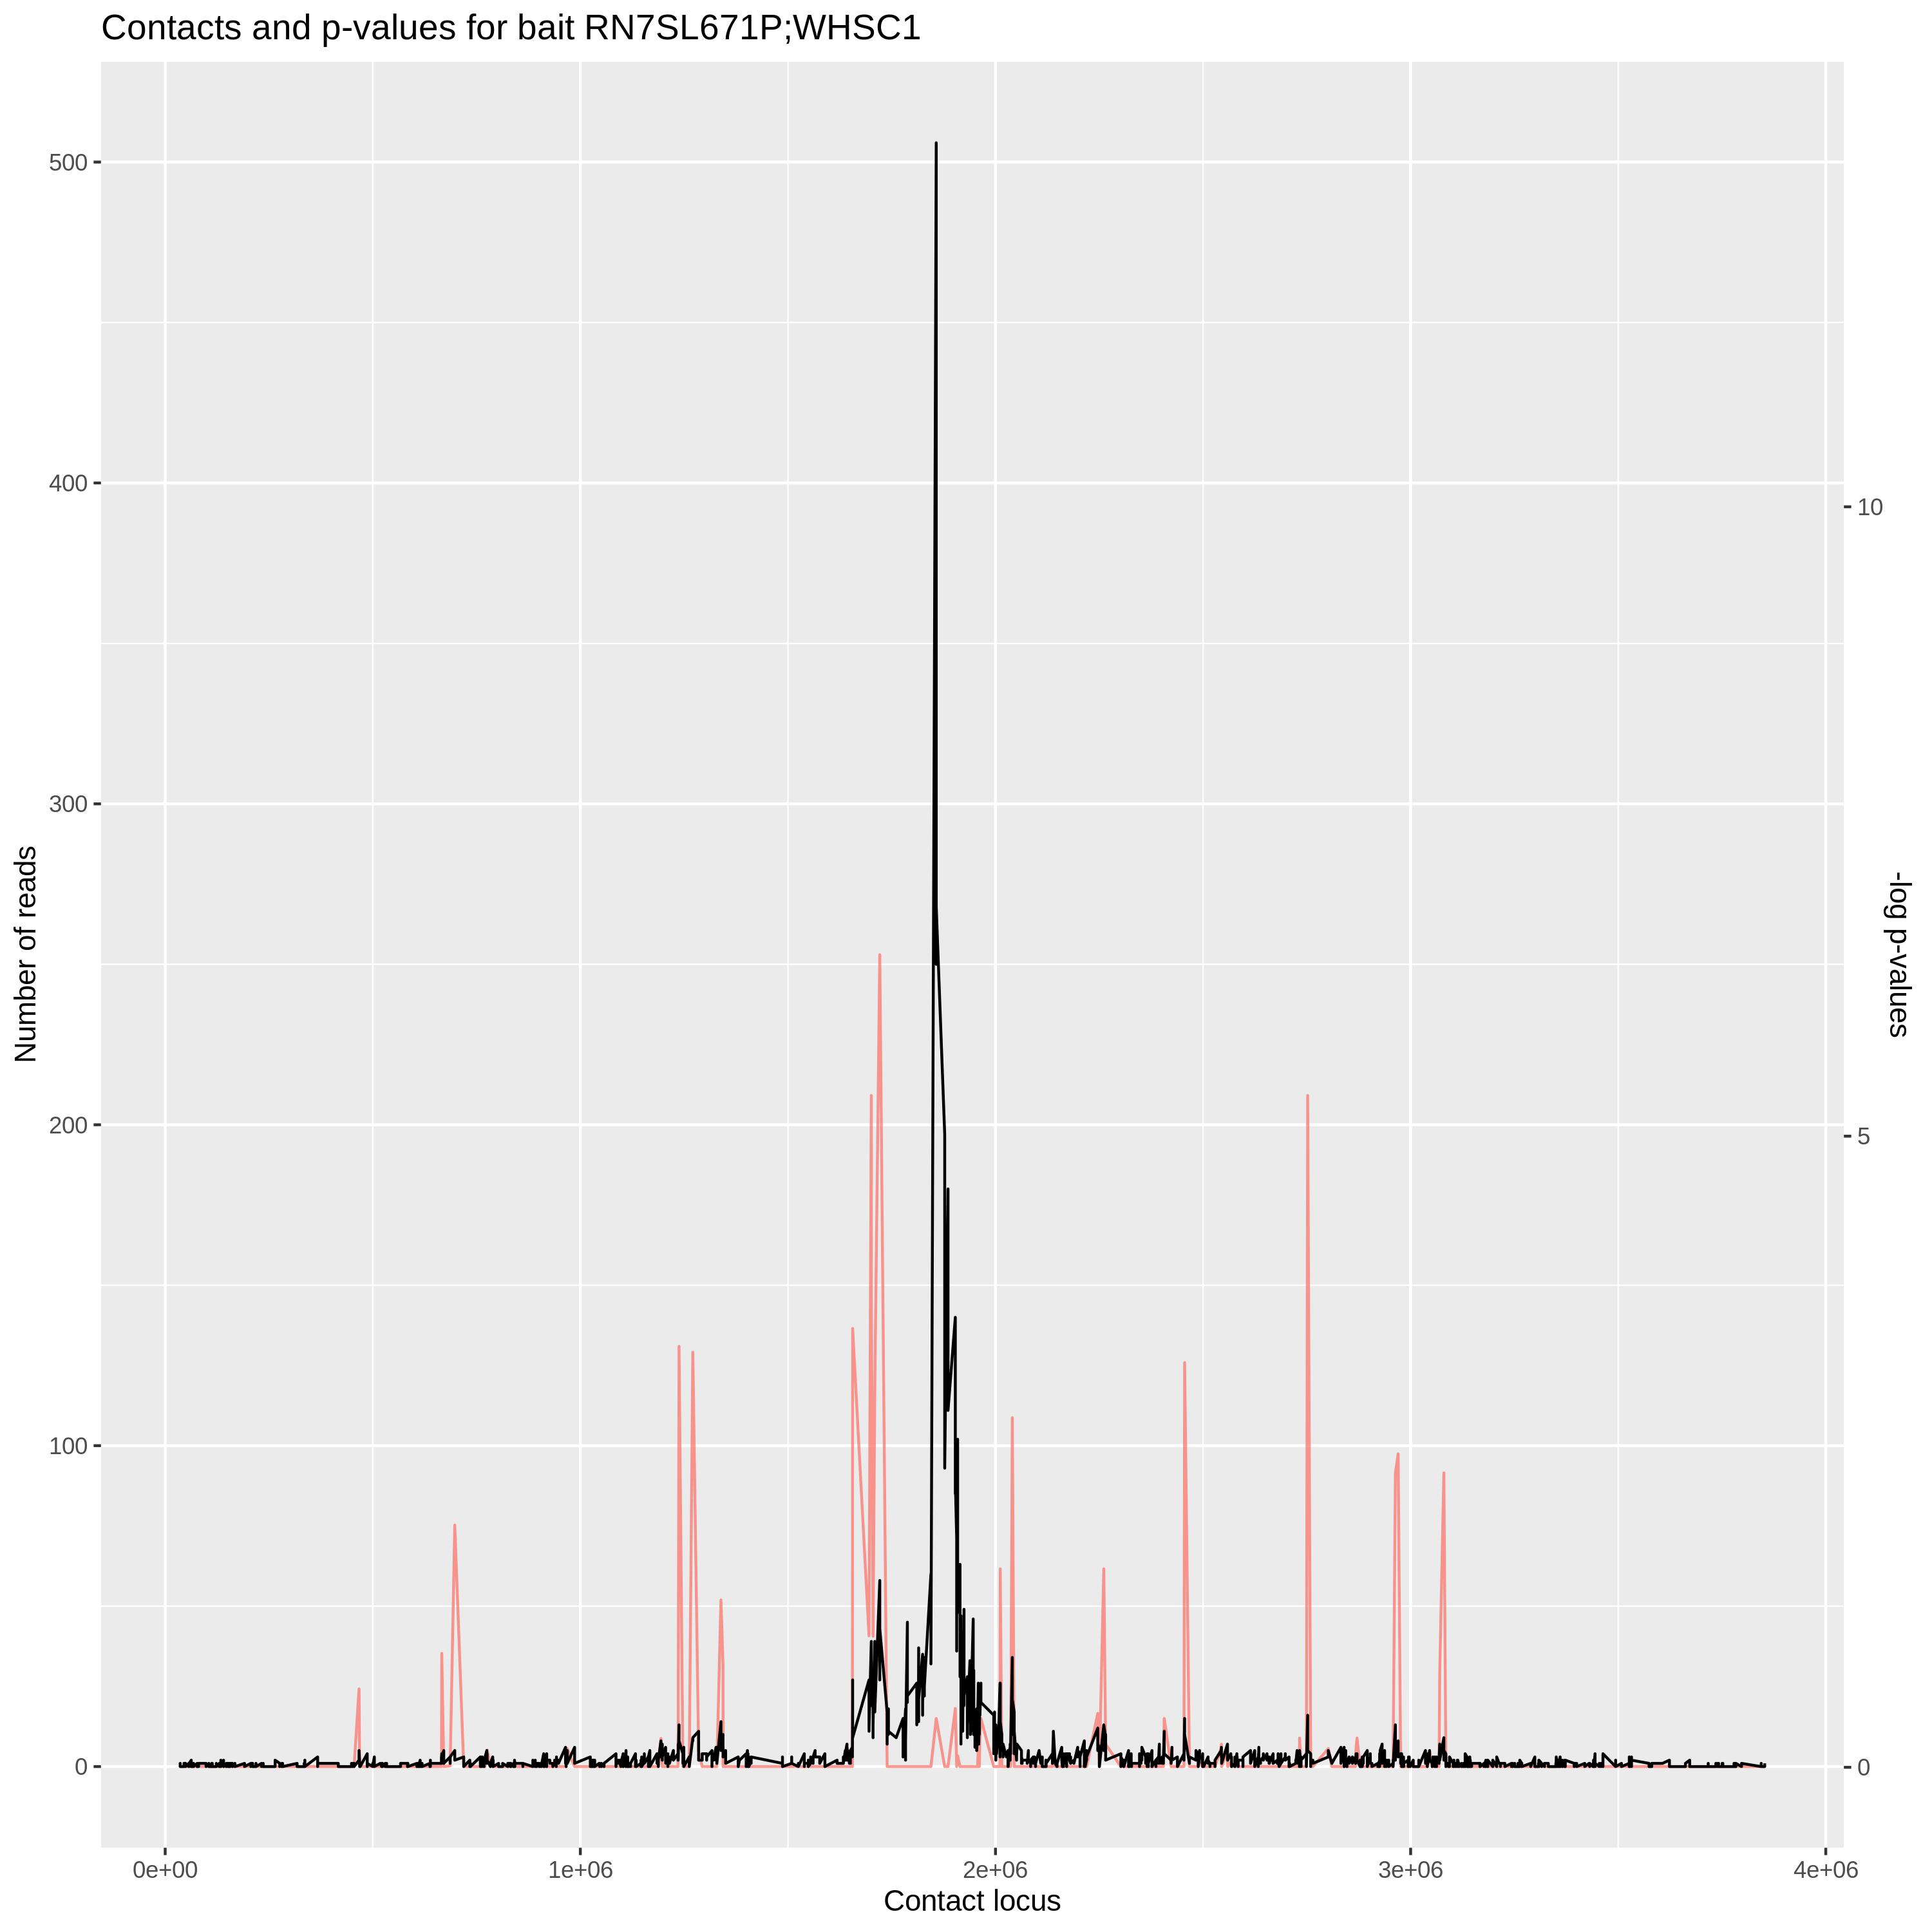 Contacts and p-values for bait RN7SL671P;WHSC1
500
400
300
200
100
0
Number of reads
10
5
0
-log p-values
0e+00
1e+06
2e+06
3e+06
4e+06
Contact locus